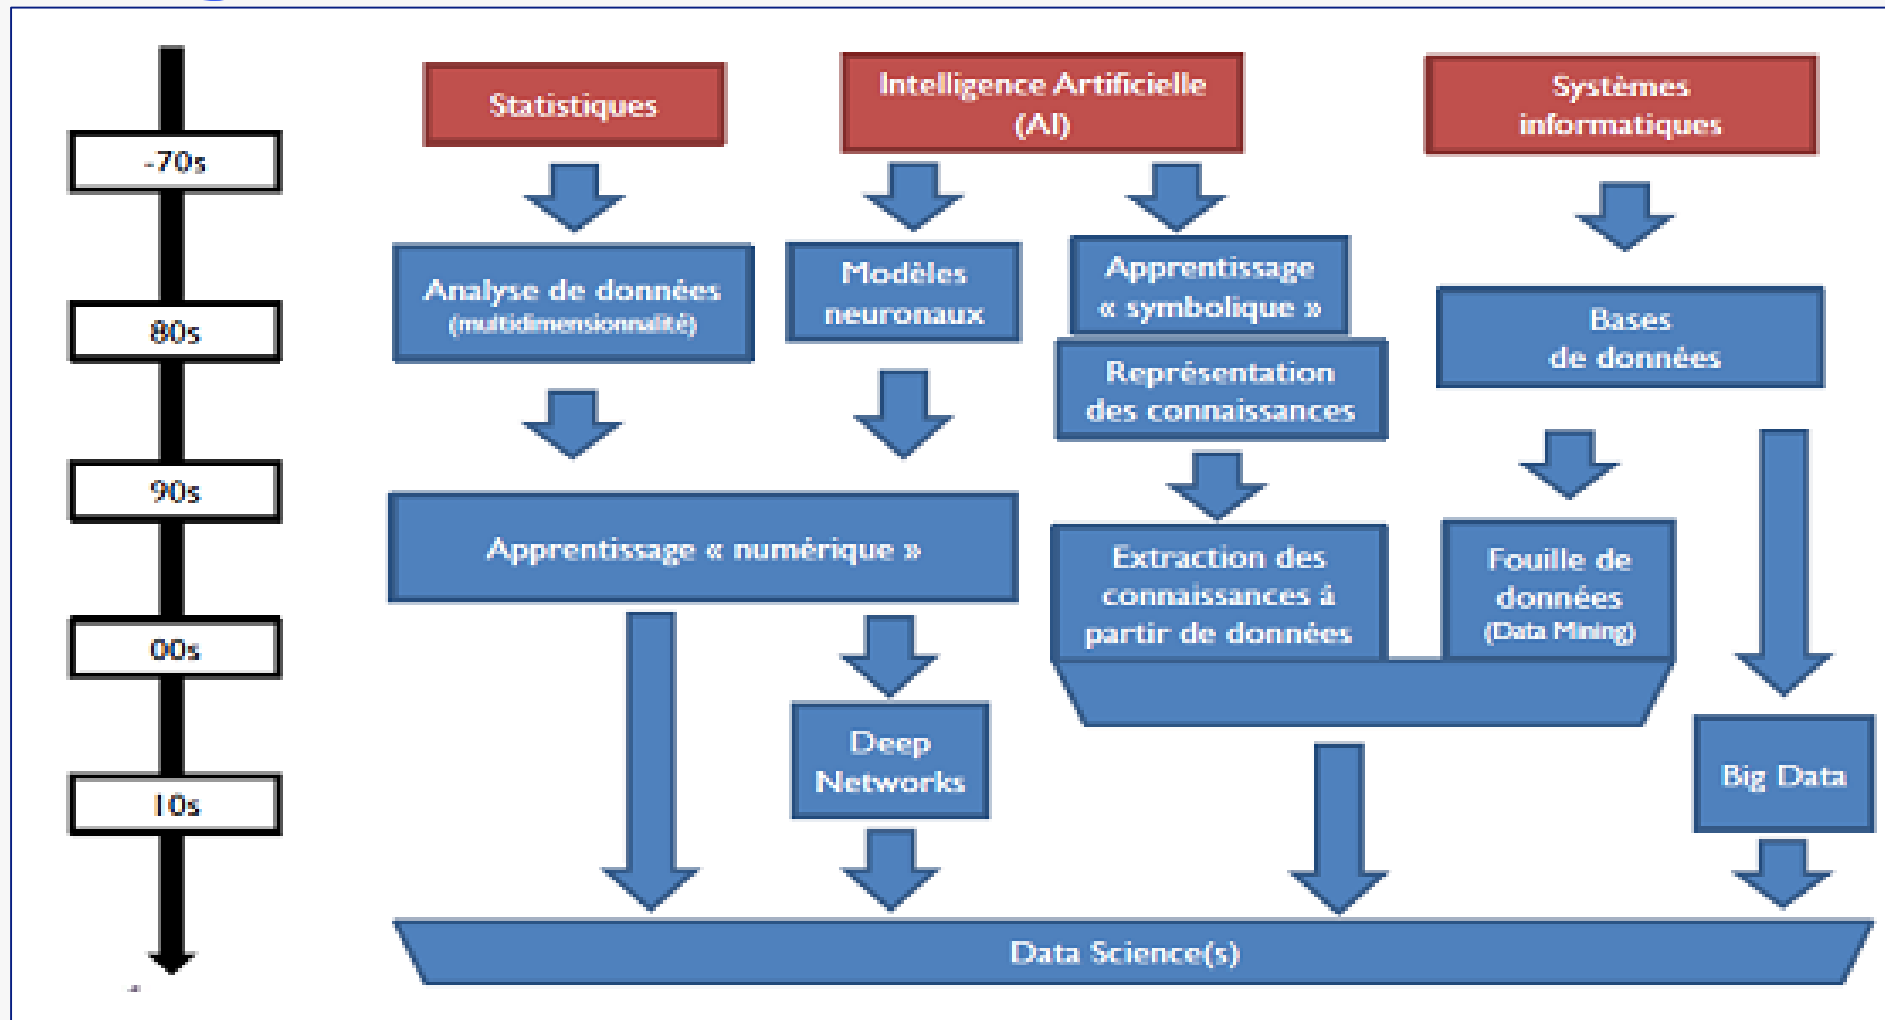 -70s
80s
90s
00s
10s
Statistiques
Intelligence Artificielle
(AI)
Systèmes
informatiques
Analyse de données
(multidimensionnalité)
Modèles
neuronaux
Apprentissage
« symbolique »
Représentation
des connaissances
Bases
de données
Apprentissage « numérique »
Extraction des
connaissances à
partir de données
Fouille de
données
(Data Mining)
Deep
Networks
Big Data
Data Science(s)